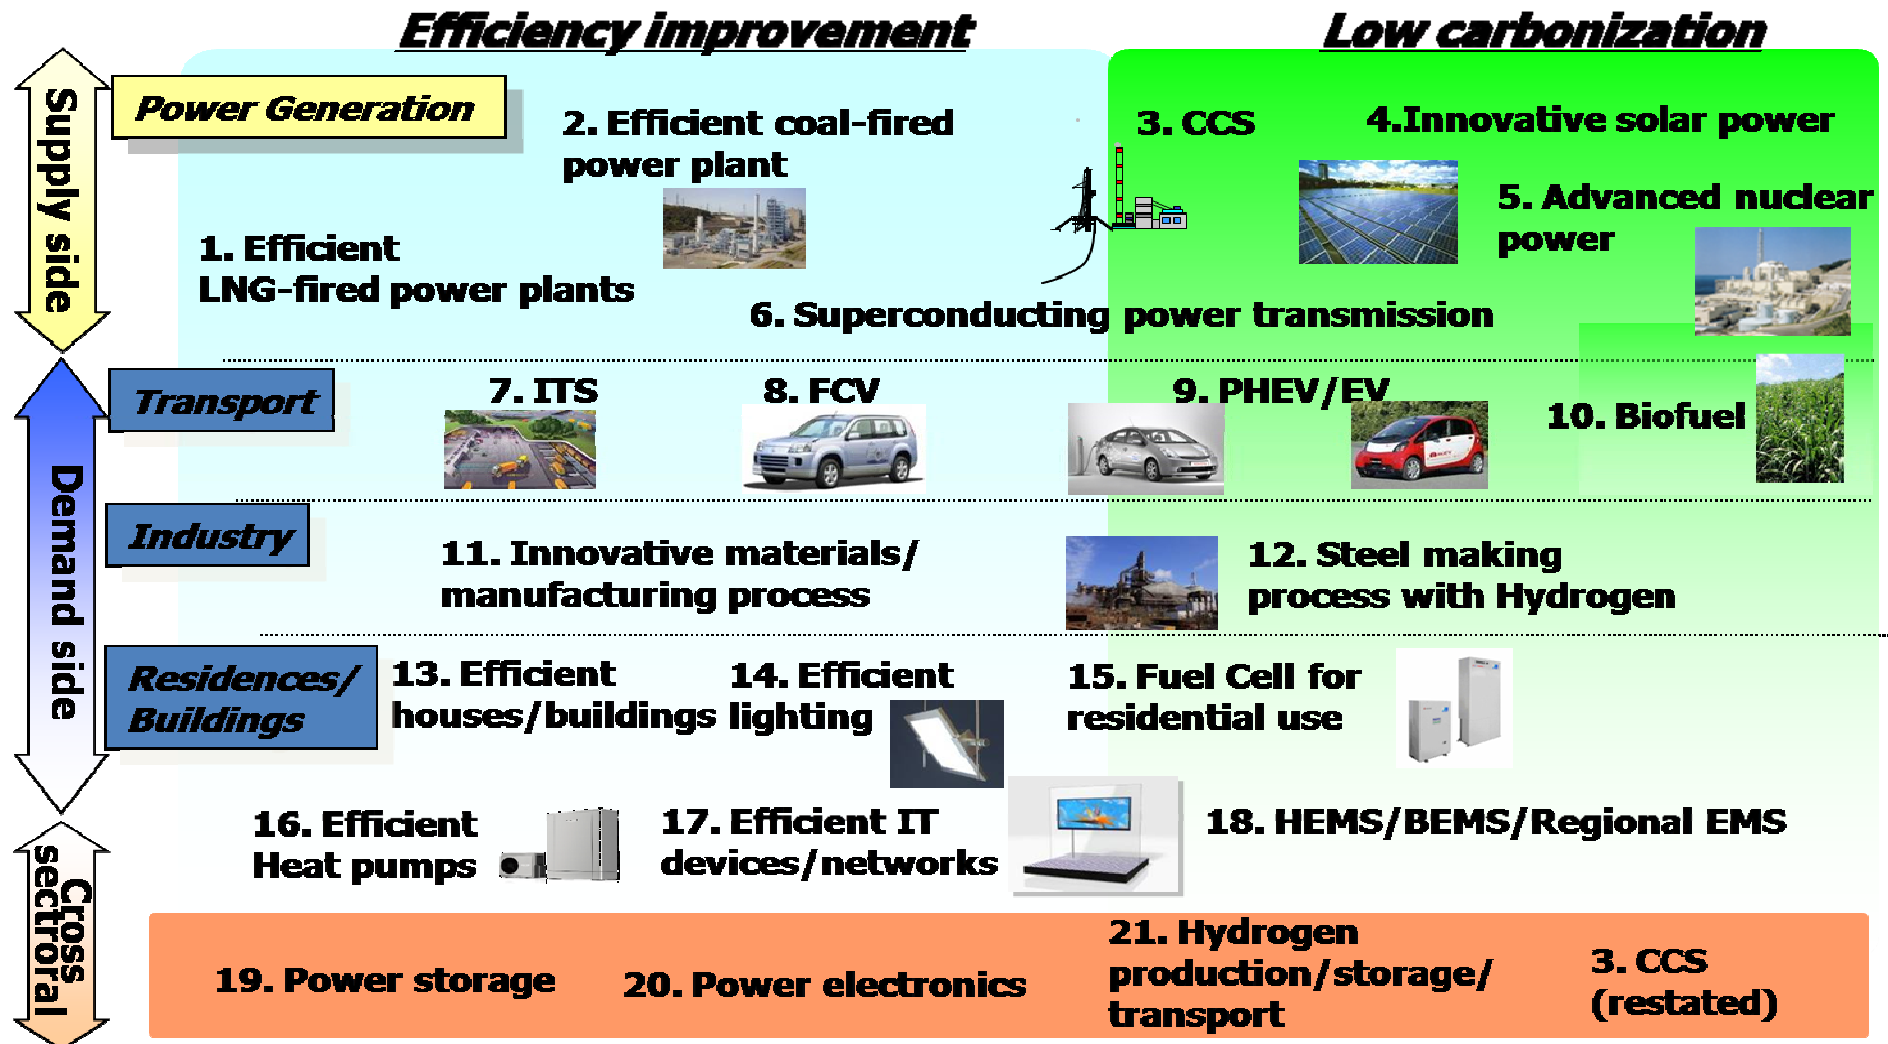 Efficiency improvement
Low carbonization
Supply side
Power Generation
2. Efficient coal-fired
power plant
3. CCS
4.Innovative solar power
5. Advanced nuclear
power
1. Efficient
LNG-fired power plants
6. Superconducting power transmission
Demand side
Transport
7. ITS
8. FCV
9. PHEV/EV
10. Biofuel
Industry
11. Innovative materials/
manufacturing process
12. Steel making
process with Hydrogen
Residences/
Buildings
13. Efficient
houses/buildings
14. Efficient
lighting
15. Fuel Cell for
residential use
16. Efficient
Heat pumps
17. Efficient IT
devices/networks
18. HEMS/BEMS/Regional EMS
Cross
sectroral
19. Power storage
20. Power electronics
21. Hydrogen
production/storage/
transport
3. CCS
(restated)